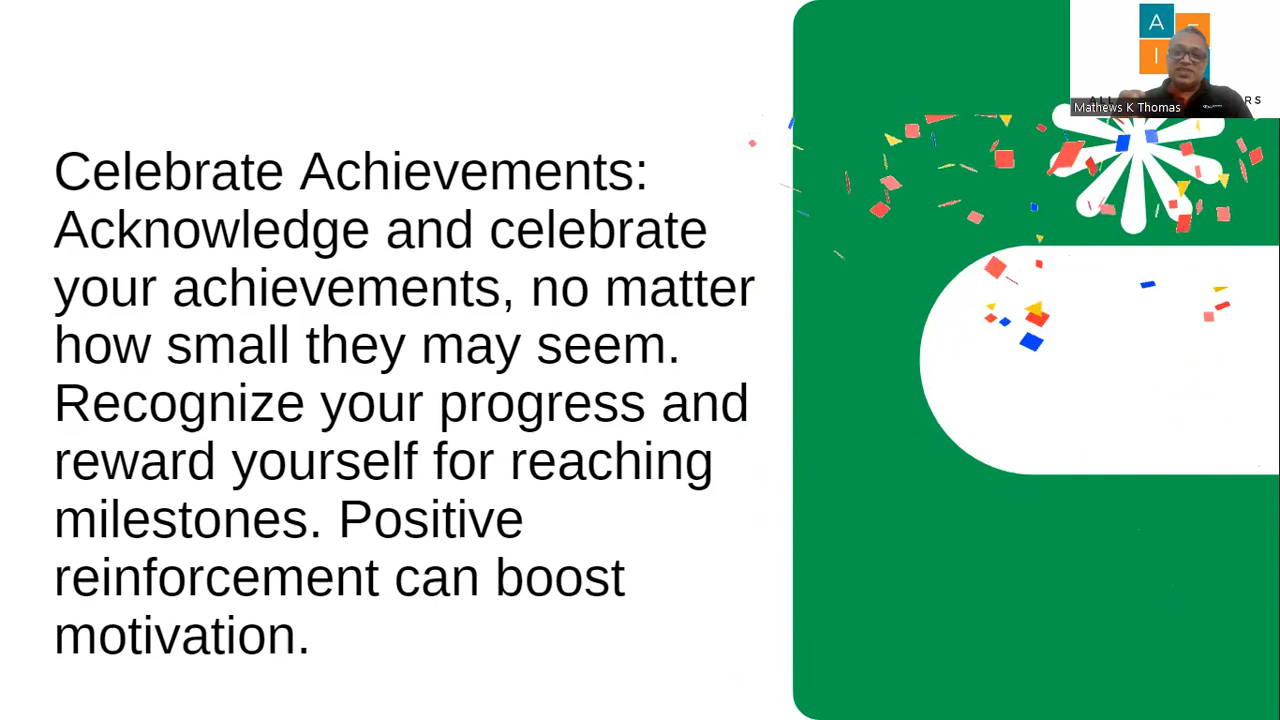 Celebrate Achievements:
Acknowledge and celebrate
your achievements, no matter
how small they may seem.
Recognize your progress and
reward yourself for reaching
milestones. Positive
reinforcement can boost
motivation.
A
I
Mathews K Thomas